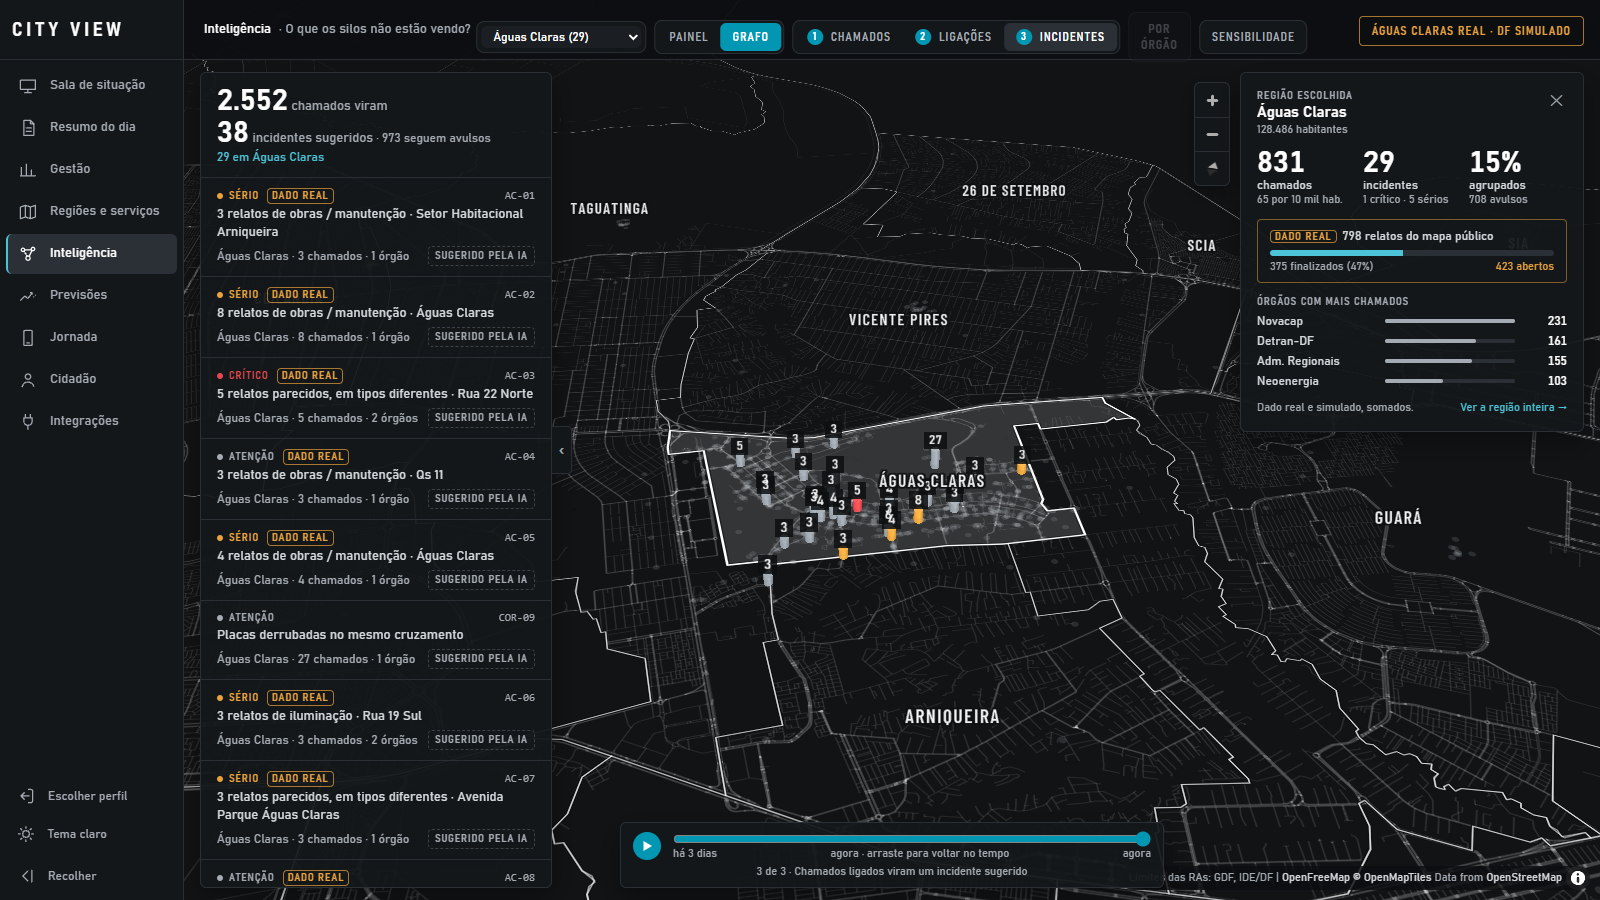 CITY VIEW
Sala de situação
Resumo do dia
Gestão
Regiões e serviços
Inteligência
Previsões
Jornada
Cidadão
Integrações
Escolher perfil
Tema claro
Recolher
Inteligência · O que os silos não estão vendo?
Águas Claras (29)
PAINEL
GRAFO
1 CHAMADOS
2 LIGAÇÕES
3 INCIDENTES
POR ÓRGÃO
SENSIBILIDADE
ÁGUAS CLARAS REAL · DF SIMULADO
2.552 chamados viram
38 incidentes sugeridos · 973 seguem avulsos
29 em Águas Claras
SÉRIO DADO REAL AC-01
3 relatos de obras / manutenção · Setor Habitacional
Arniqueira
Águas Claras · 3 chamados · 1 órgão SUGERIDO PELA IA
SÉRIO DADO REAL AC-02
8 relatos de obras / manutenção · Águas Claras
Águas Claras · 8 chamados · 1 órgão SUGERIDO PELA IA
CRÍTICO DADO REAL AC-03
5 relatos parecidos, em tipos diferentes · Rua 22 Norte
Águas Claras · 5 chamados · 2 órgãos SUGERIDO PELA IA
ATENÇÃO DADO REAL AC-04
3 relatos de obras / manutenção · Qs 11
Águas Claras · 3 chamados · 1 órgão SUGERIDO PELA IA
SÉRIO DADO REAL AC-05
4 relatos de obras / manutenção · Águas Claras
Águas Claras · 4 chamados · 1 órgão SUGERIDO PELA IA
ATENÇÃO COR-09
Placas derrubadas no mesmo cruzamento
Águas Claras · 27 chamados · 1 órgão SUGERIDO PELA IA
SÉRIO DADO REAL AC-06
3 relatos de iluminação · Rua 19 Sul
Águas Claras · 3 chamados · 2 órgãos SUGERIDO PELA IA
SÉRIO DADO REAL AC-07
3 relatos parecidos, em tipos diferentes · Avenida
Parque Águas Claras
Águas Claras · 3 chamados · 1 órgão SUGERIDO PELA IA
ATENÇÃO DADO REAL AC-08
TAGUATINGA
26 DE SETEMBRO
SCIA
VICENTE PIRES
ÁGUAS CLARAS
GUARÁ
ARNIQUEIRA
5
3
3
27
3
3
3
3
3
3
5
8
3
3
3
3
3
REGIÃO ESCOLHIDA
Águas Claras
128.486 habitantes
831 29 15%
chamados incidentes agrupados
65 por 10 mil hab. 1 crítico · 5 sérios 708 avulsos
DADO REAL 798 relatos do mapa público
375 finalizados (47%) 423 abertos
ÓRGÃOS COM MAIS CHAMADOS
Novacap 231
Detran-DF 161
Adm. Regionais 155
Neoenergia 103
Dado real e simulado, somados. Ver a região inteira →
há 3 dias agora · arraste para voltar no tempo agora
3 de 3 · Chamados ligados viram um incidente sugerido
das RAs: GDF, IDE/DF | OpenFreeMap © OpenMapTiles Data from OpenStreetMap